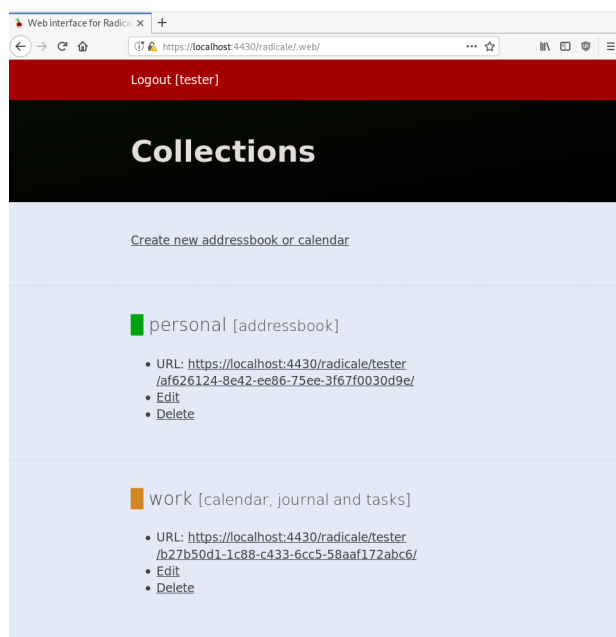 Web interface for Radical
https://localhost:4430/radicale/.web/
Logout [tester]
Collections
Create new addressbook or calendar
personal [addressbook]
URL: https://localhost:4430/radicale/tester
/af626124-8e42-ee86-75ee-3f67f0030d9e/
Edit
Delete
work [calendar, journal and tasks]
URL: https://localhost:4430/radicale/tester
/b27b50d1-1c88-c433-6cc5-58aaf172abc6/
Edit
Delete